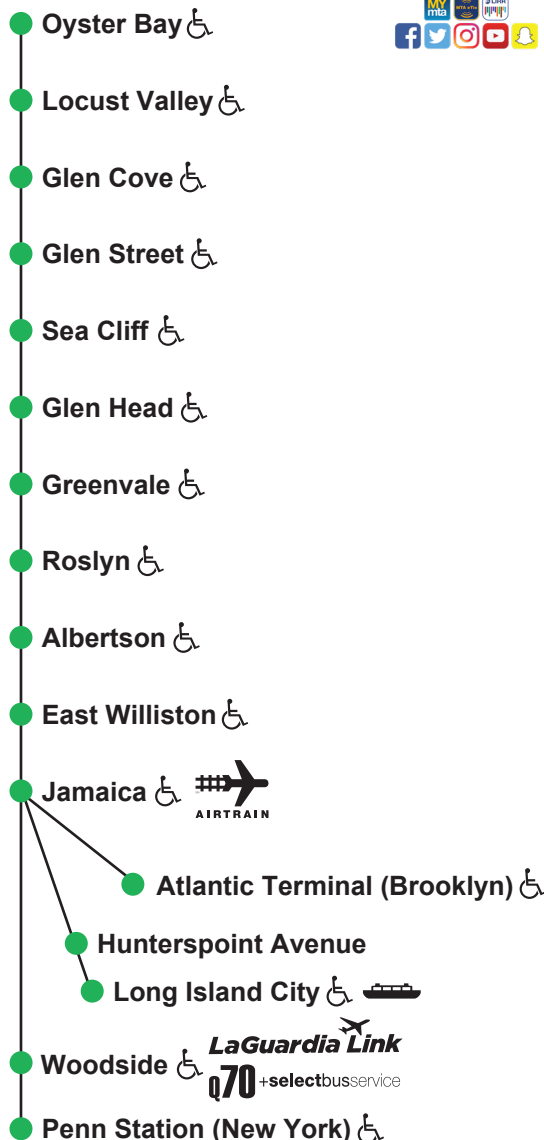 MY
mta
Oyster Bay
Locust Valley
Glen Cove
Glen Street
Sea Cliff
Glen Head
Greenvale
Roslyn
Albertson
East Williston
Jamaica
AIRTRAIN
Atlantic Terminal (Brooklyn)
Hunterspoint Avenue
Long Island City
LaGuardia Link
Woodside
Q70 +selectbusservice
Penn Station (New York)